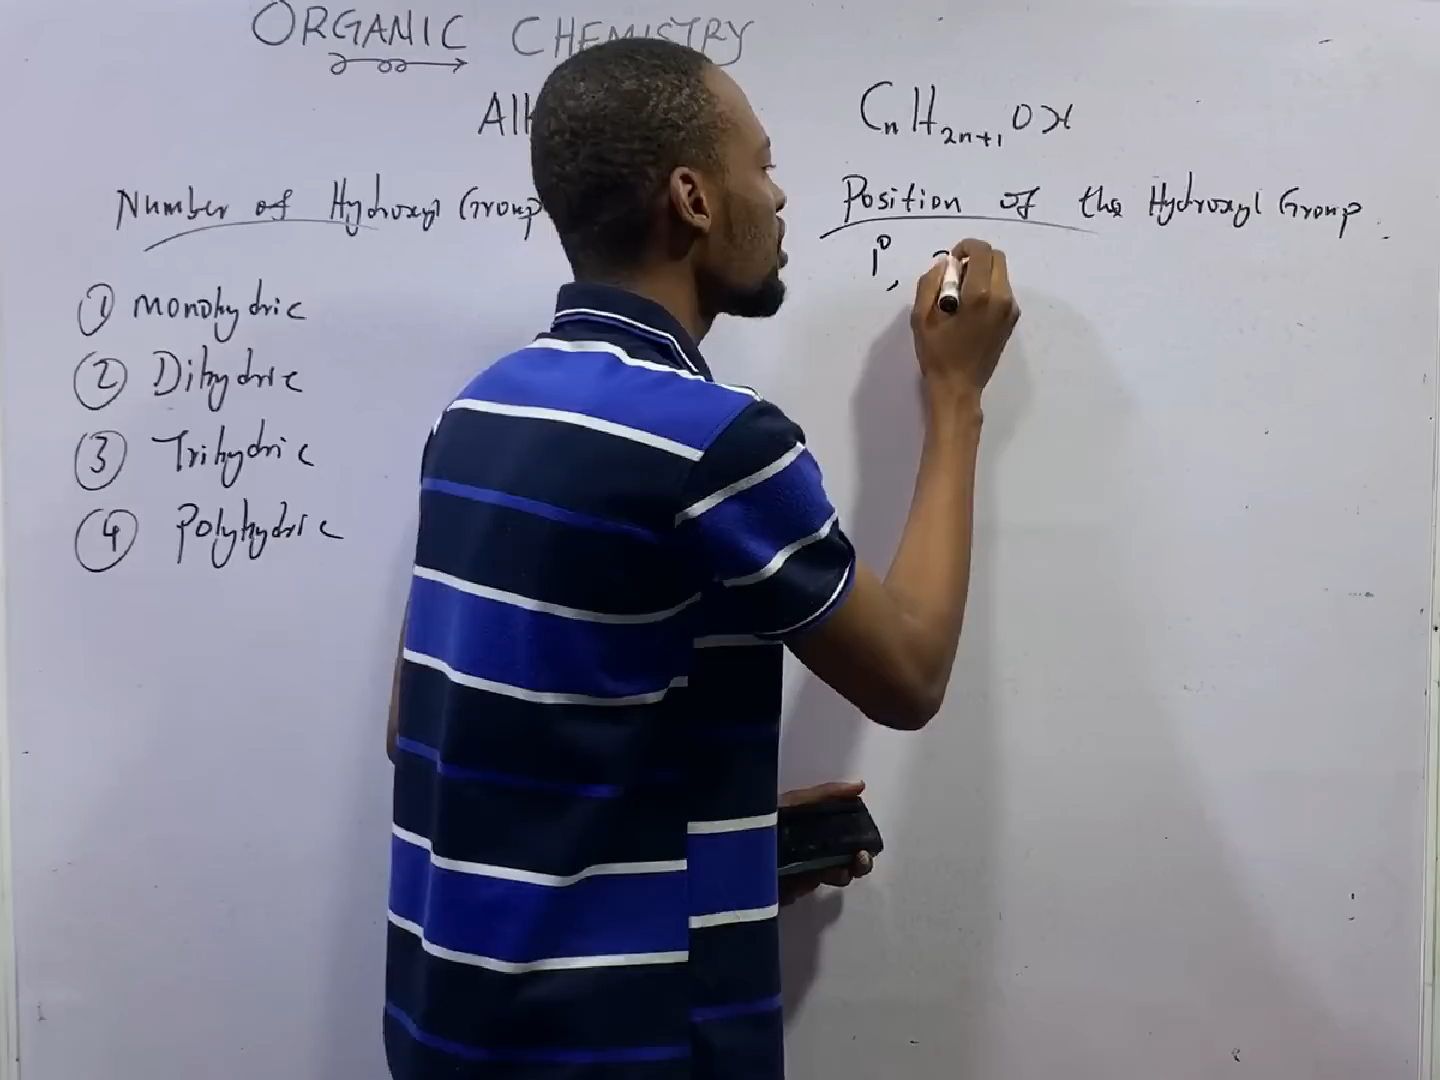 ORGANIC CHEMISTRY
CnH2n+1OH
Number of Hydroxyl Group
Position of the Hydroxyl Group.
1°,
① Monohydric
② Dihydric
③ Trihydric
④ Polyhydric